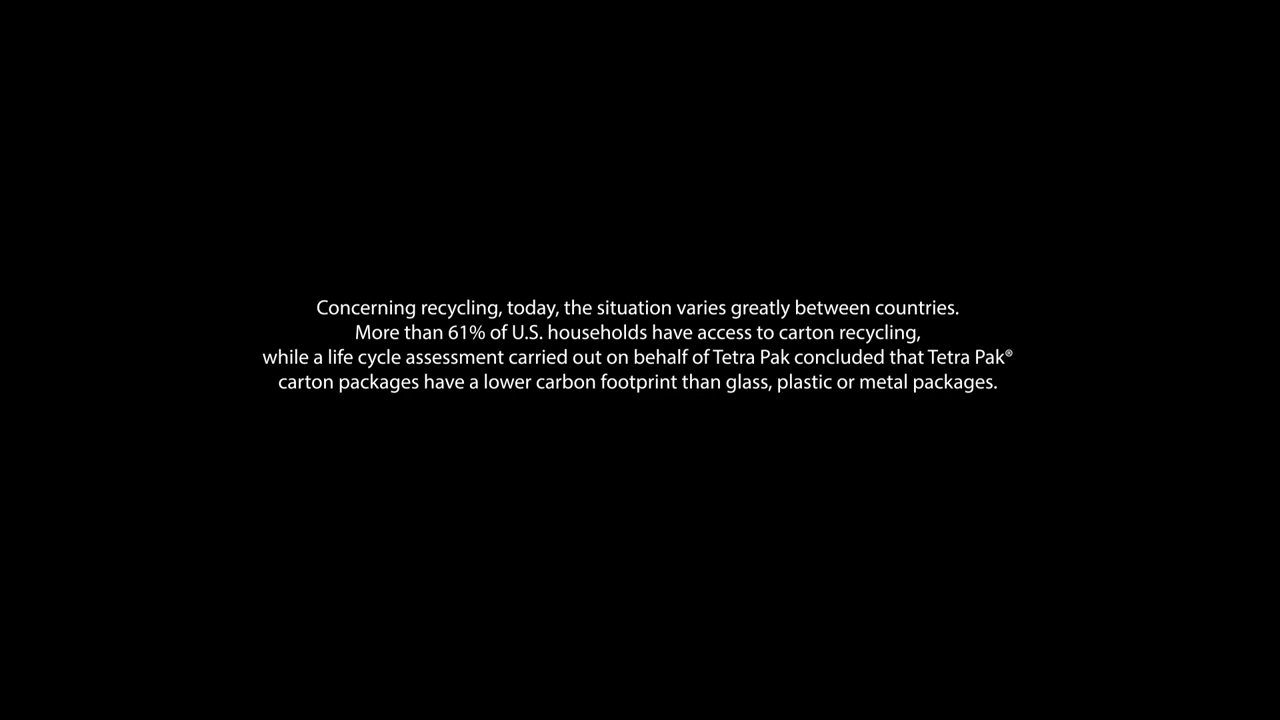 Concerning recycling, today, the situation varies greatly between countries.
More than 61% of U.S. households have access to carton recycling,
while a life cycle assessment carried out on behalf of Tetra Pak concluded that Tetra Pak®
carton packages have a lower carbon footprint than glass, plastic or metal packages.